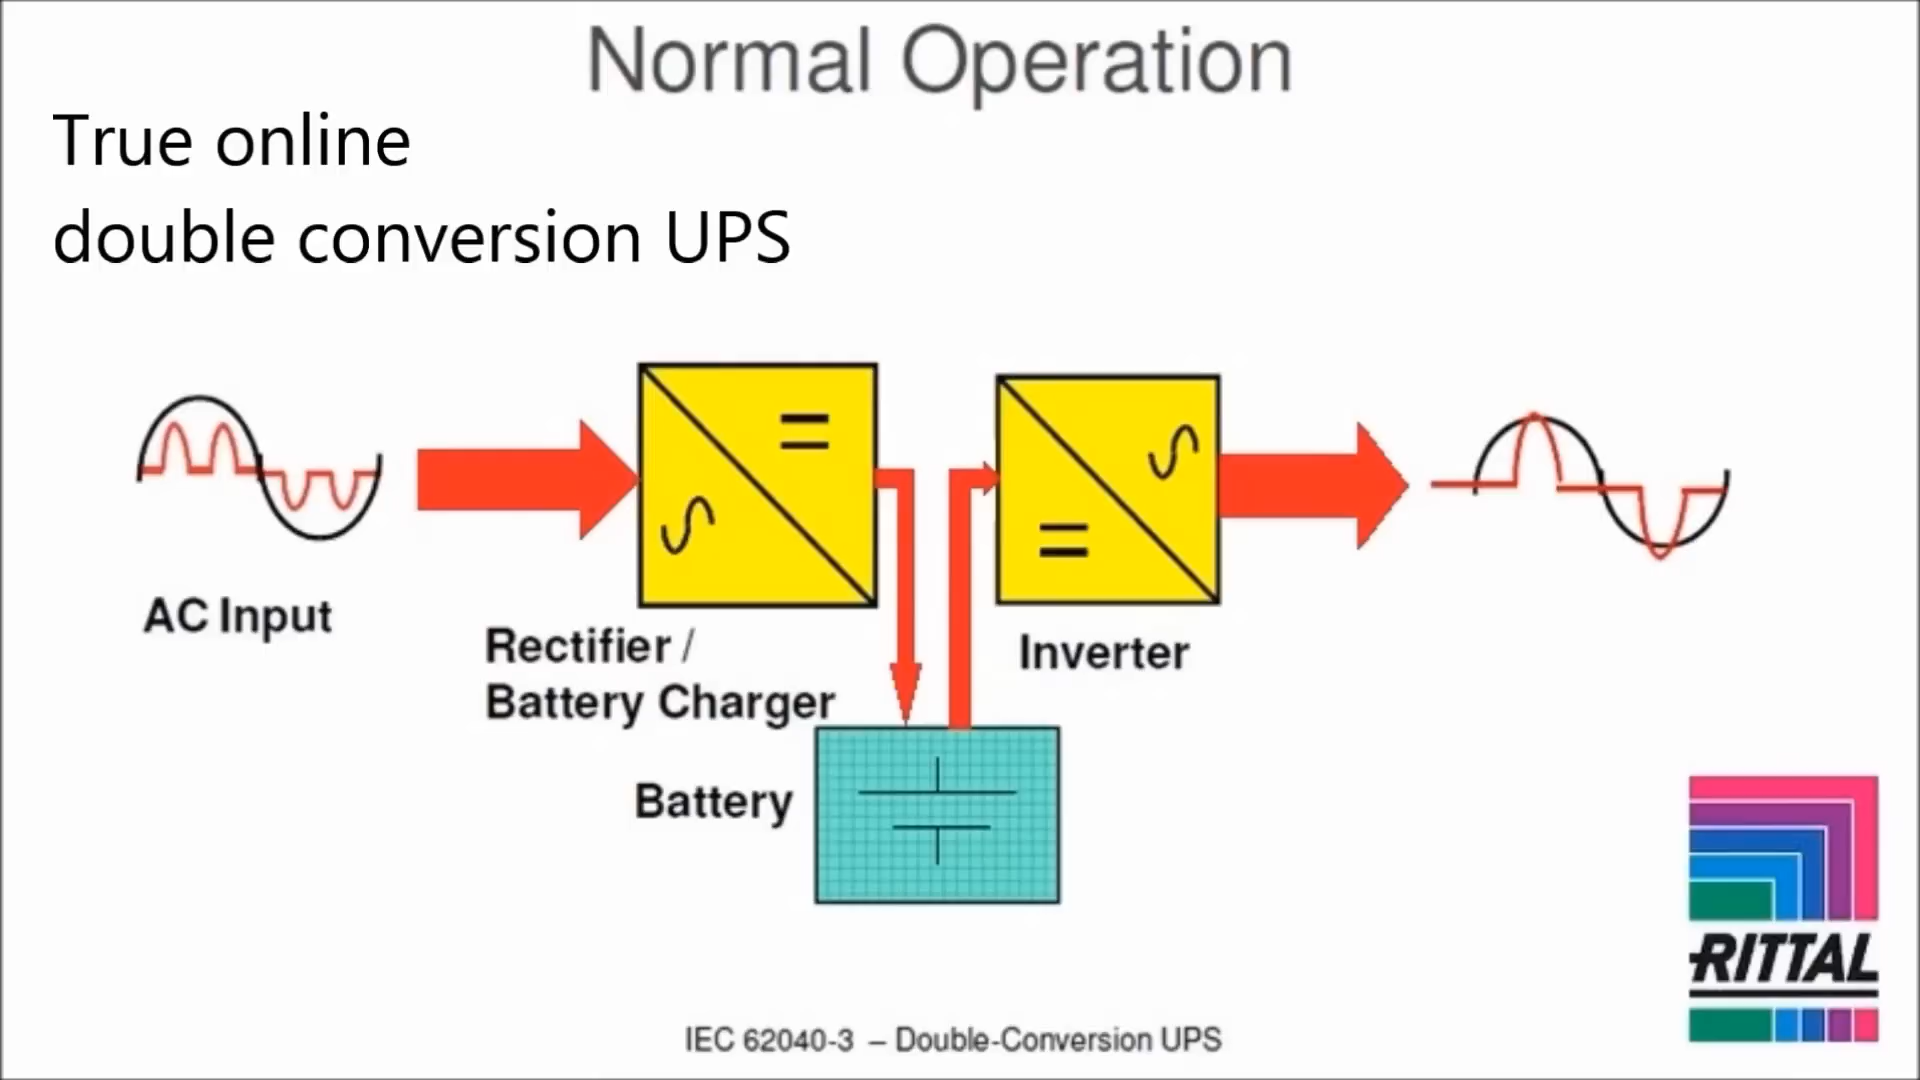 Normal Operation
True online
double conversion UPS
AC Input
Rectifier /
Battery Charger
Inverter
Battery
RITTAL
IEC 62040-3 – Double-Conversion UPS